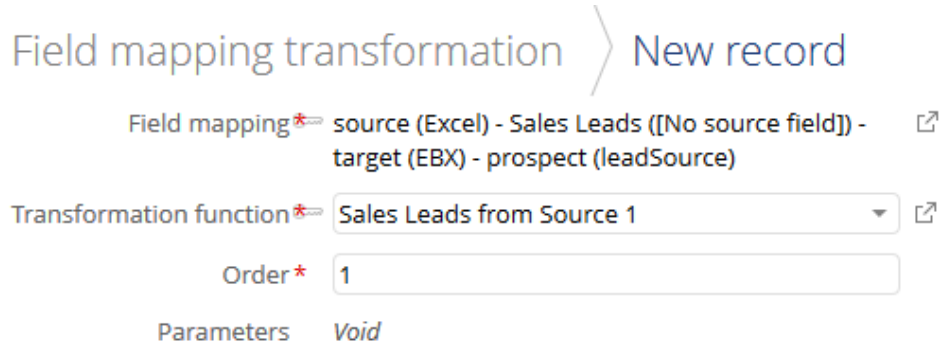 Field mapping transformation New record
Field mapping* source (Excel) - Sales Leads ([No source field]) -
target (EBX) - prospect (leadSource)
Transformation function* Sales Leads from Source 1
Order* 1
Parameters Void